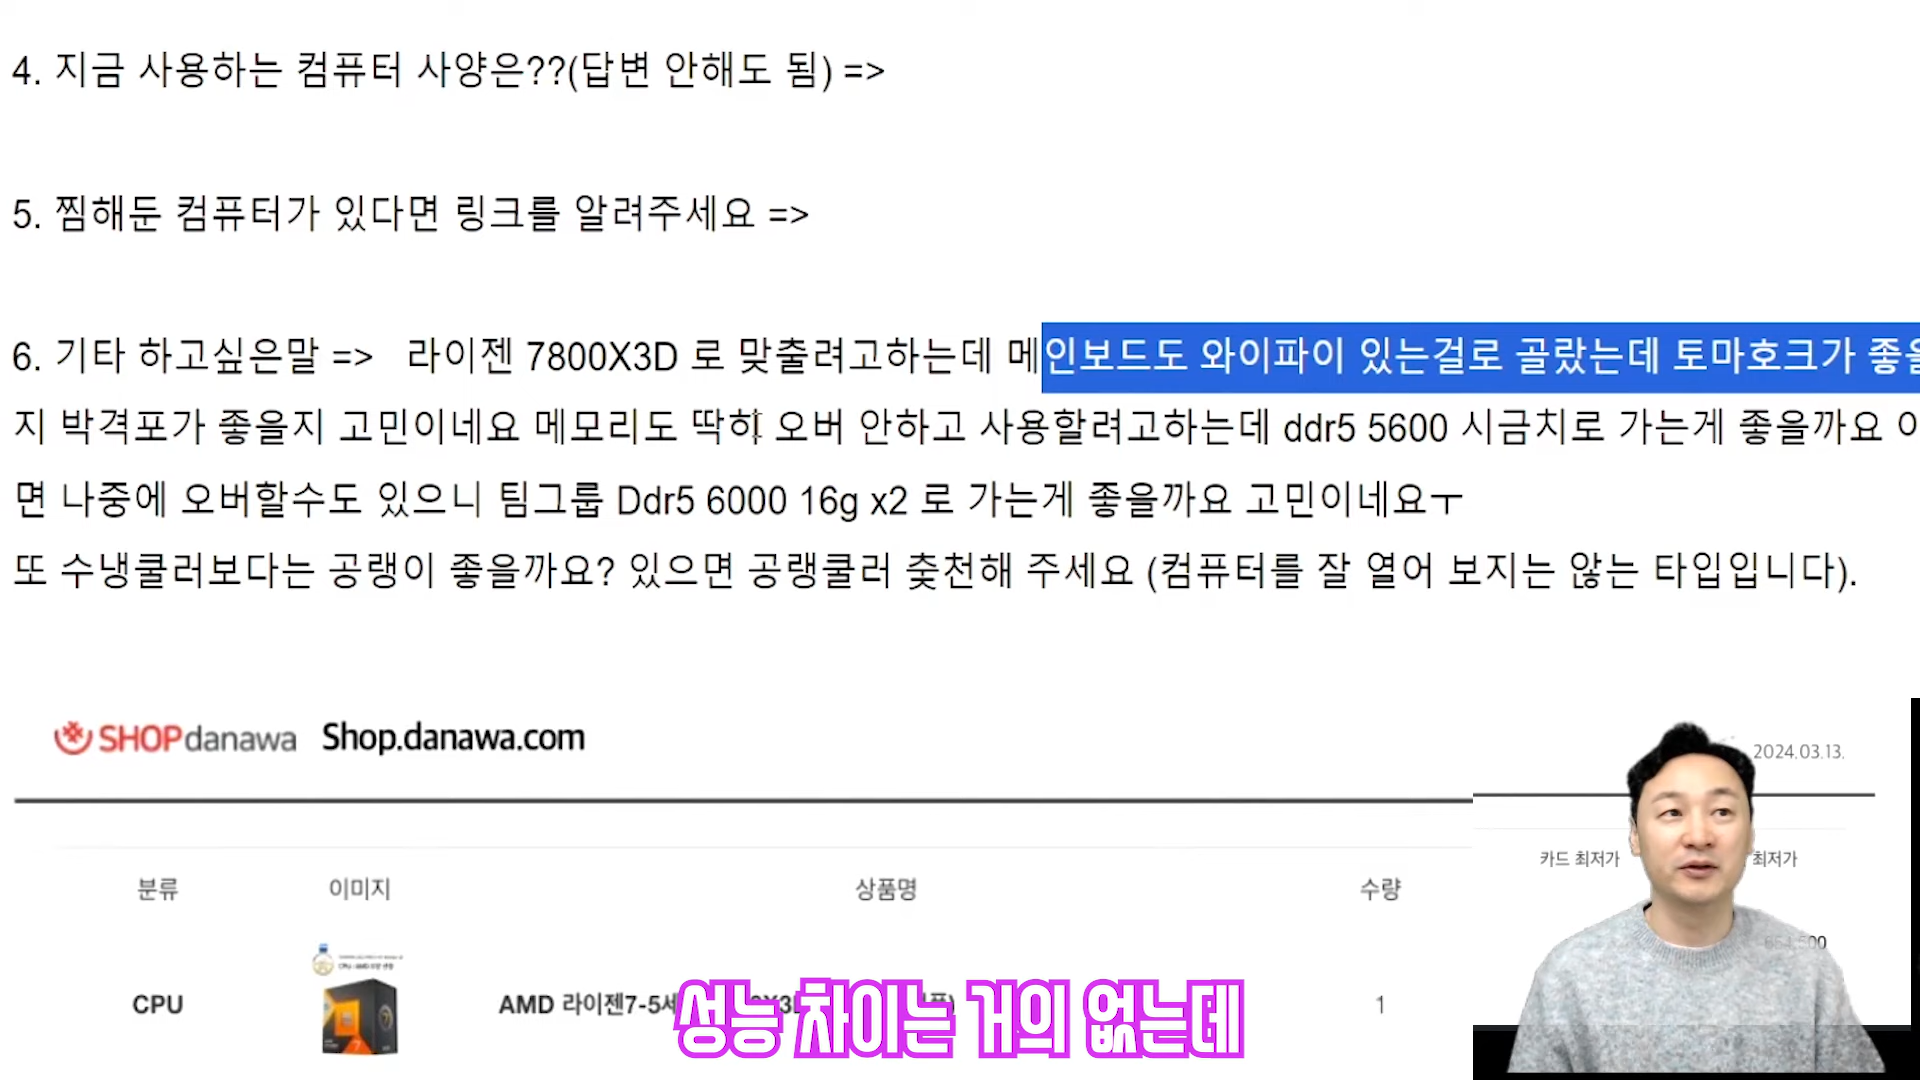 4. 지금 사용하는 컴퓨터 사양은??(답변 안해도 됨) =>
5. 찜해둔 컴퓨터가 있다면 링크를 알려주세요 =>
6. 기타 하고싶은말 => 라이젠 7800X3D 로 맞출려고하는데 메인보드도 와이파이 있는걸로 골랐는데 토마호크가 좋을
지 박격포가 좋을지 고민이네요 메모리도 딱히 오버 안하고 사용할려고하는데 ddr5 5600 시금치로 가는게 좋을까요 아
면 나중에 오버할수도 있으니 팀그룹 Ddr5 6000 16g x2 로 가는게 좋을까요 고민이네요ㅜ
또 수냉쿨러보다는 공랭이 좋을까요? 있으면 공랭쿨러 춫천해 주세요 (컴퓨터를 잘 열어 보지는 않는 타입입니다).
SHOPdanawa Shop.danawa.com
2024.03.13.
분류 이미지 상품명 수량 카드 최저가 최저가
CPU AMD 라이젠7-5세 1
성능 차이는 거의 없는데